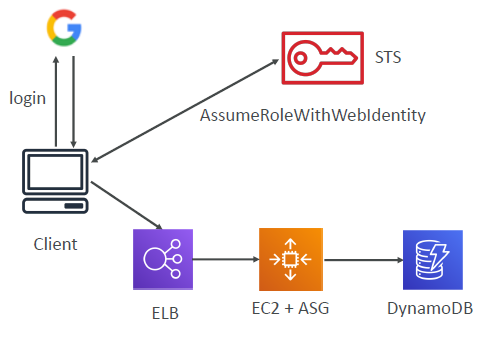 login
STS
AssumeRoleWithWebIdentity
Client
ELB
EC2 + ASG
DynamoDB